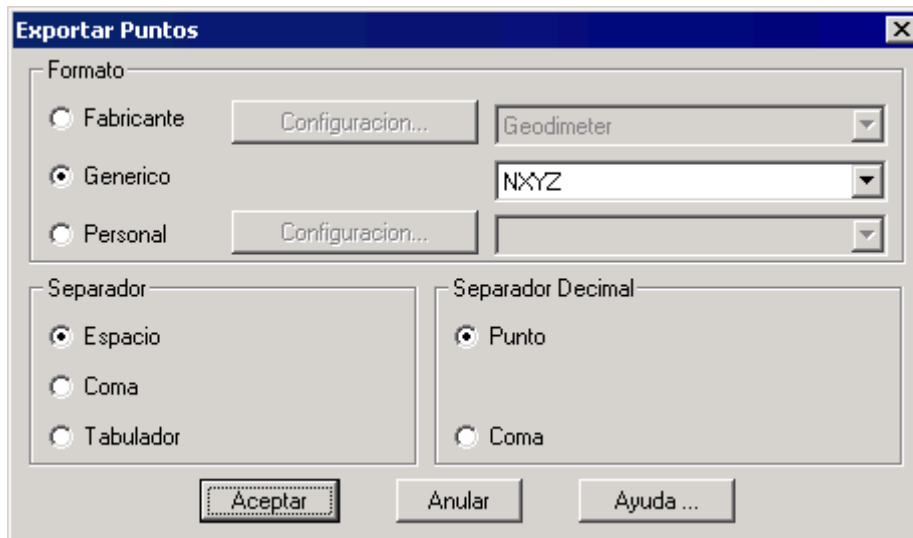 Exportar Puntos
Formato
Fabricante Configuracion... Geodimeter
Generico NXYZ
Personal Configuracion...
Separador
Espacio
Coma
Tabulador
Separador Decimal
Punto
Coma
Aceptar Anular Ayuda ...